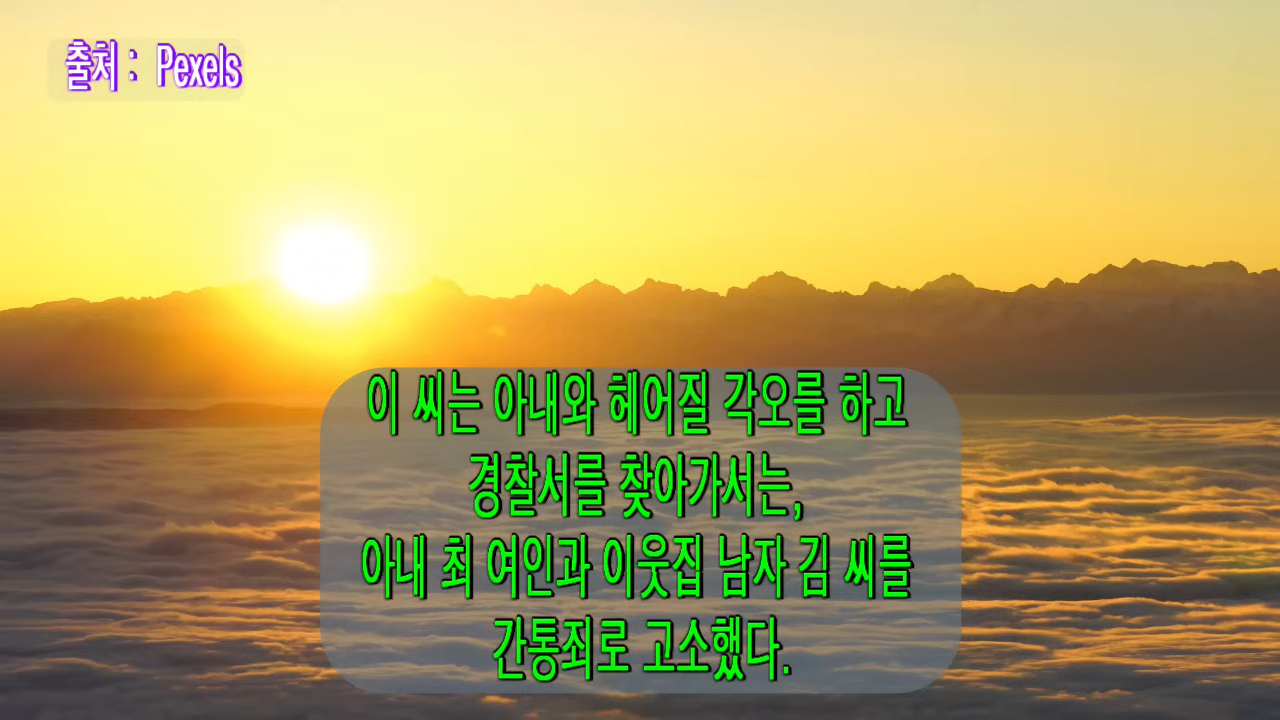 출처 : Pexels
이 씨는 아내와 헤어질 각오를 하고
경찰서를 찾아가서는,
아내 최 여인과 이웃집 남자 김 씨를
간통죄로 고소했다.